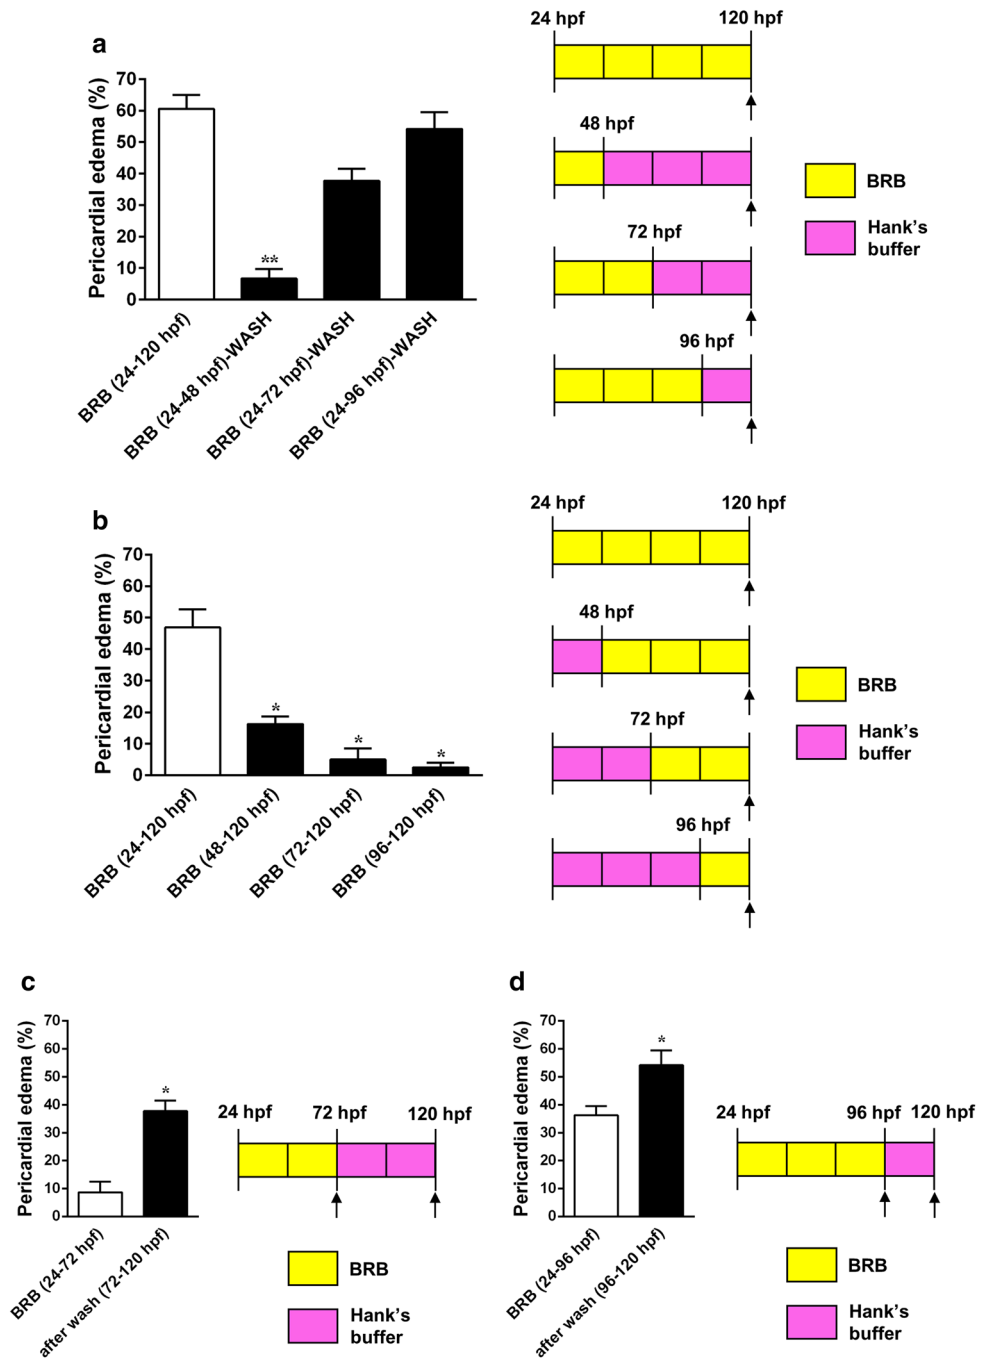 a
Pericardial edema (%)
70
60
50
40
30
20
10
0
**
BRB (24-120 hpf)
BRB (24-48 hpf)-WASH
BRB (24-72 hpf)-WASH
BRB (24-96 hpf)-WASH
24 hpf
120 hpf
48 hpf
72 hpf
96 hpf
BRB
Hank's
buffer
b
Pericardial edema (%)
70
60
50
40
30
20
10
0
*
*
*
BRB (24-120 hpf)
BRB (48-120 hpf)
BRB (72-120 hpf)
BRB (96-120 hpf)
24 hpf
120 hpf
48 hpf
72 hpf
96 hpf
BRB
Hank's
buffer
c
Pericardial edema (%)
70
60
50
40
30
20
10
0
*
BRB (24-72 hpf)
after wash (72-120 hpf)
24 hpf
72 hpf
120 hpf
BRB
Hank's
buffer
d
Pericardial edema (%)
70
60
50
40
30
20
10
0
*
BRB (24-96 hpf)
after wash (96-120 hpf)
24 hpf
96 hpf
120 hpf
BRB
Hank's
buffer